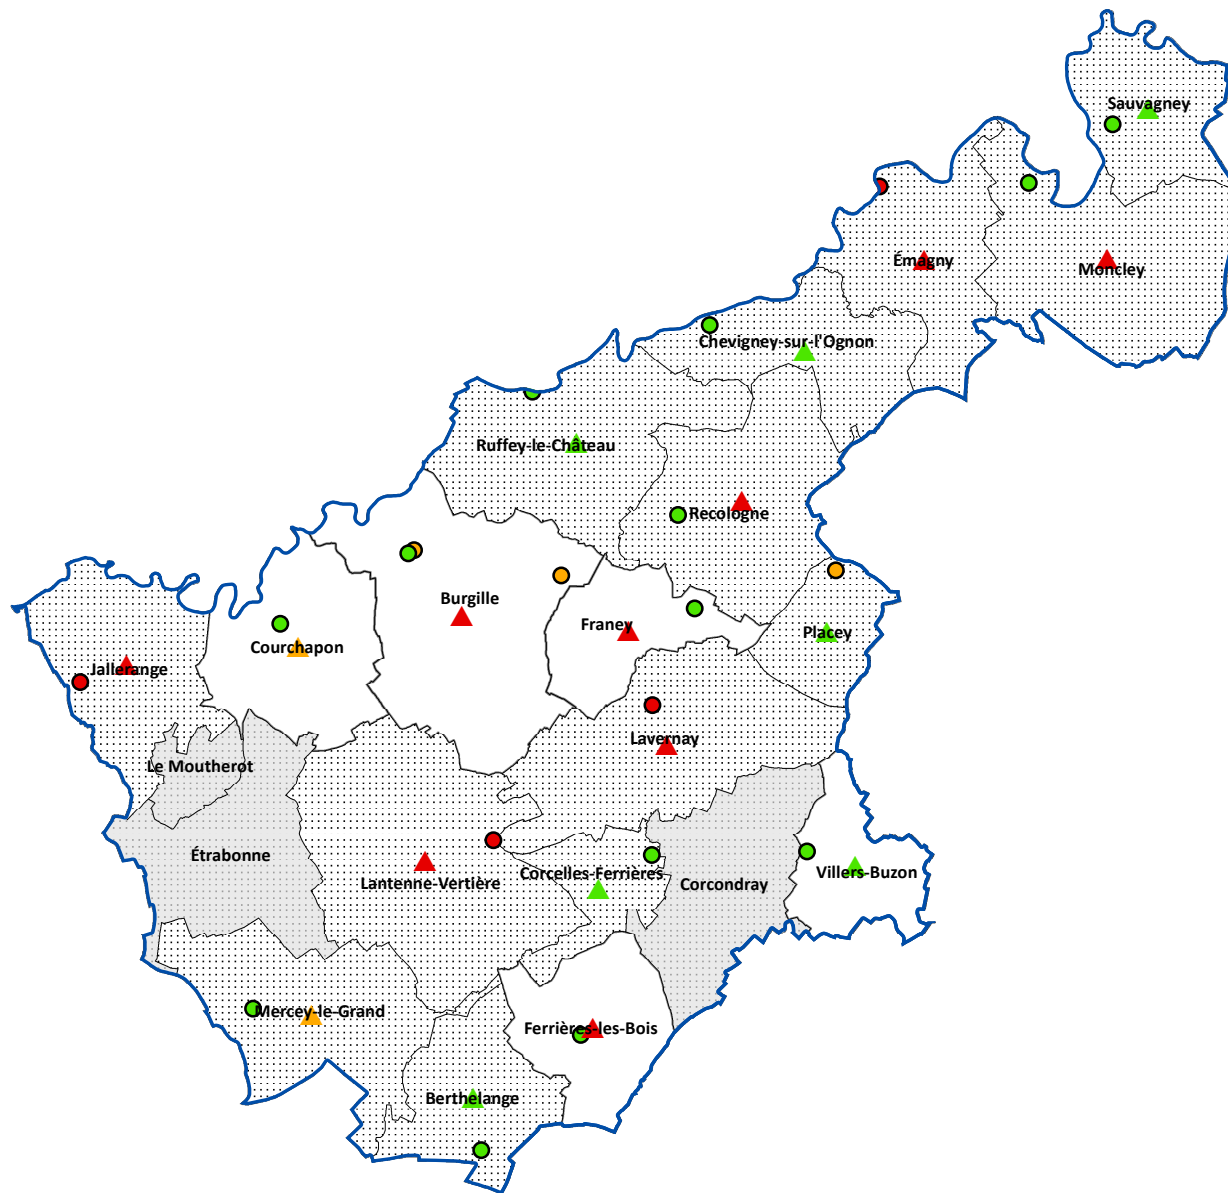 Sauvagney
Émagny
Moncley
Chevigney-sur-l'Ognon
Ruffey-le-Château
Recologne
Burgille
Franey
Placey
Courchapon
Jallerange
Lavernay
Le Moutherot
Étrabonne
Lantenne-Vertière
Corcelles-Ferrières
Corcondray
Villers-Buzon
Mercey-le-Grand
Ferrières-les-Bois
Berthelange